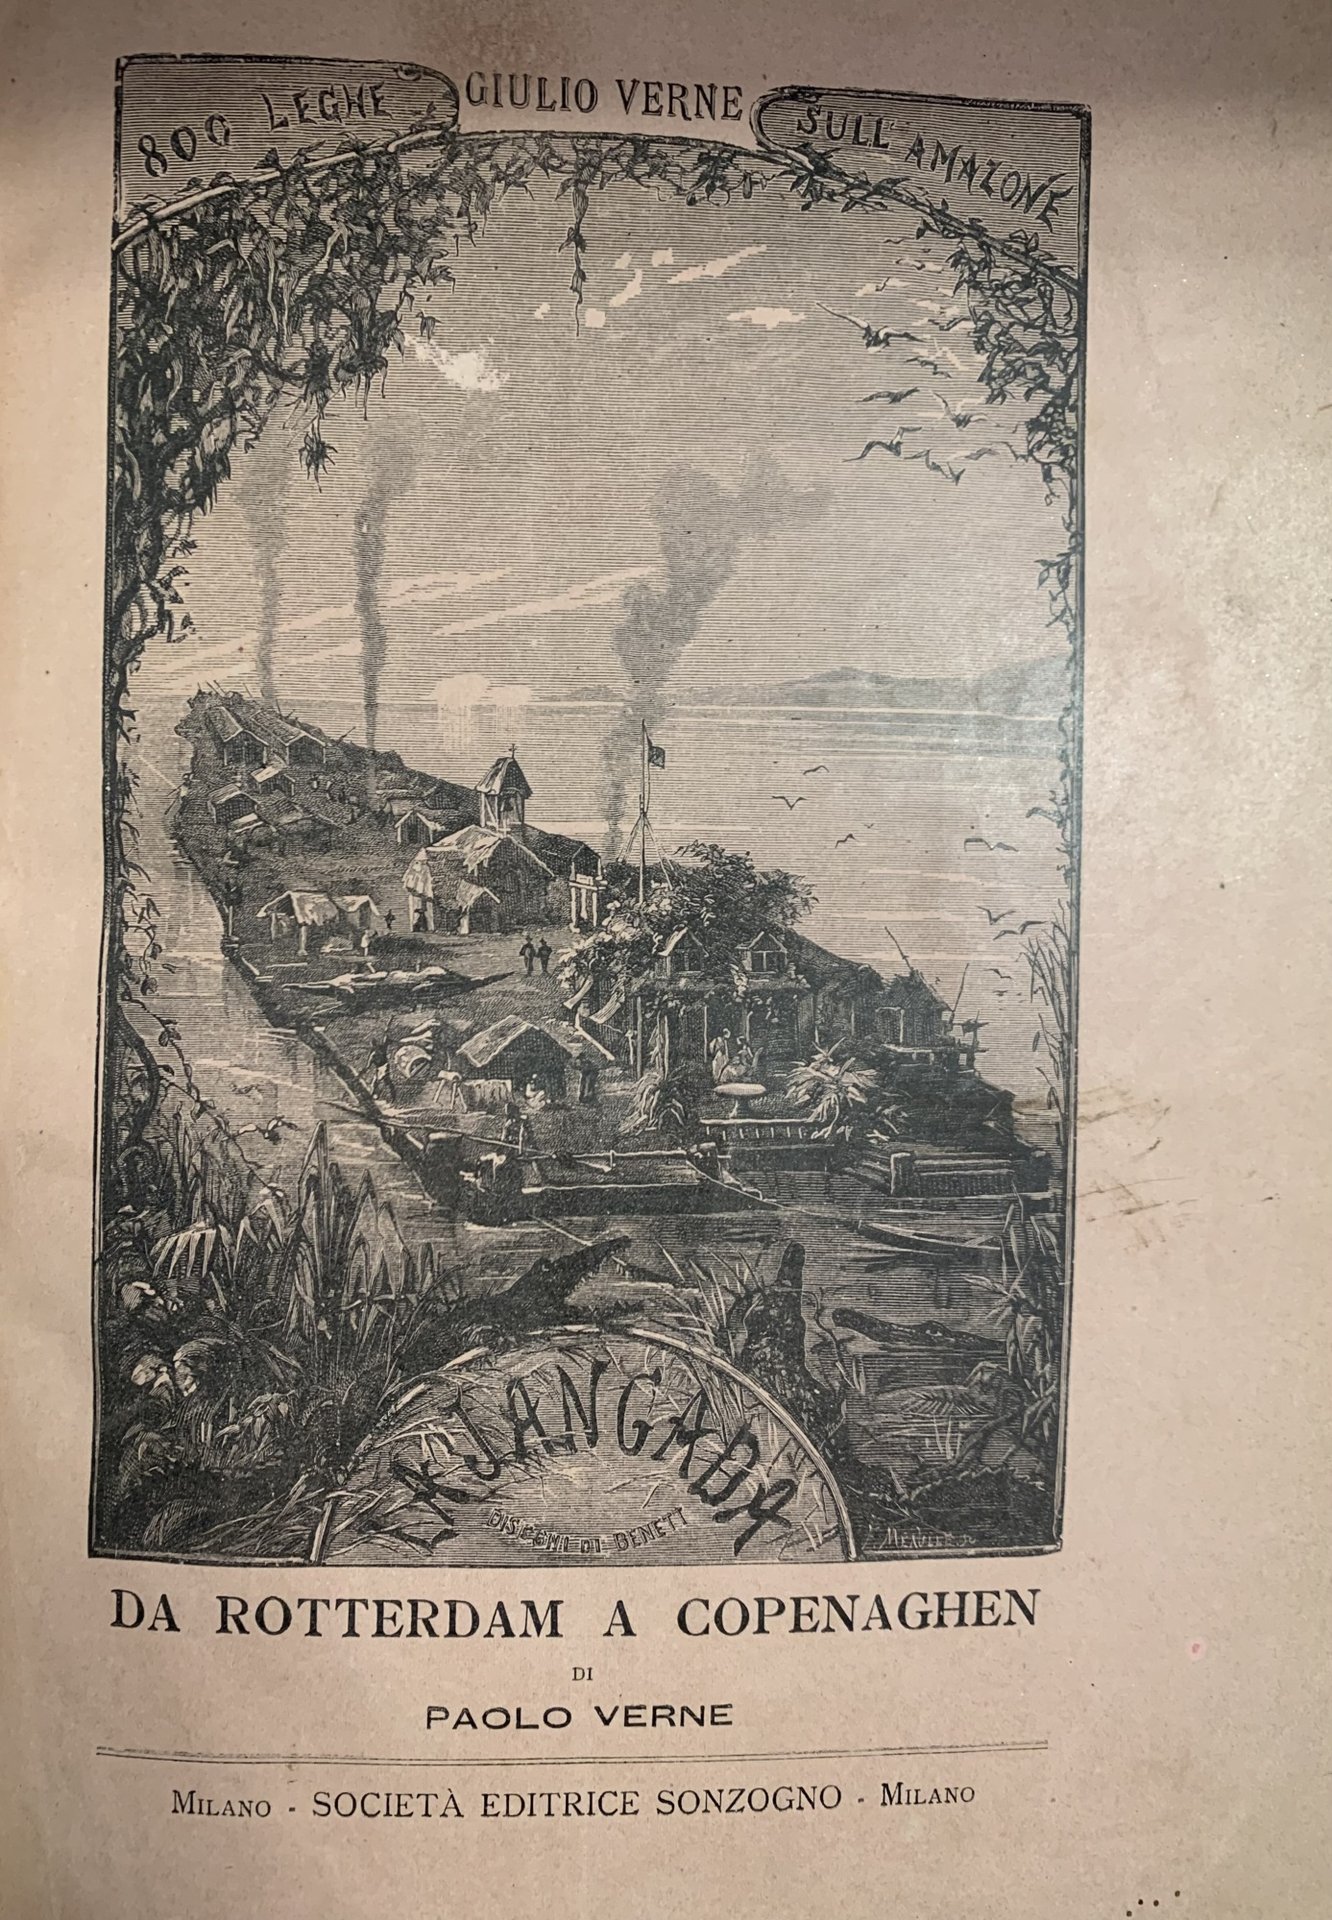 800 LEGHE GIULIO VERNE SULL'AMAZONE
LA JANGADA
DISEGNI DI BENETT
DA ROTTERDAM A COPENAGHEN
DI
PAOLO VERNE
MILANO - SOCIETÀ EDITRICE SONZOGNO - MILANO